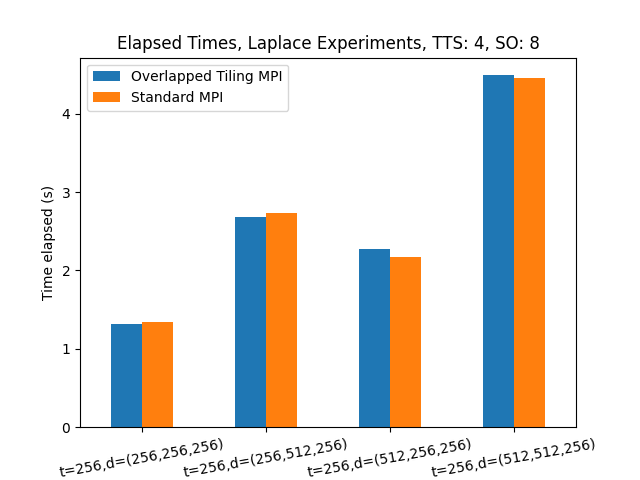 Elapsed Times, Laplace Experiments, TTS: 4, SO: 8
Overlapped Tiling MPI
Standard MPI
Time elapsed (s)
4
3
2
1
0
t=256,d=(256,256,256)
t=256,d=(256,512,256)
t=256,d=(512,256,256)
t=256,d=(512,512,256)